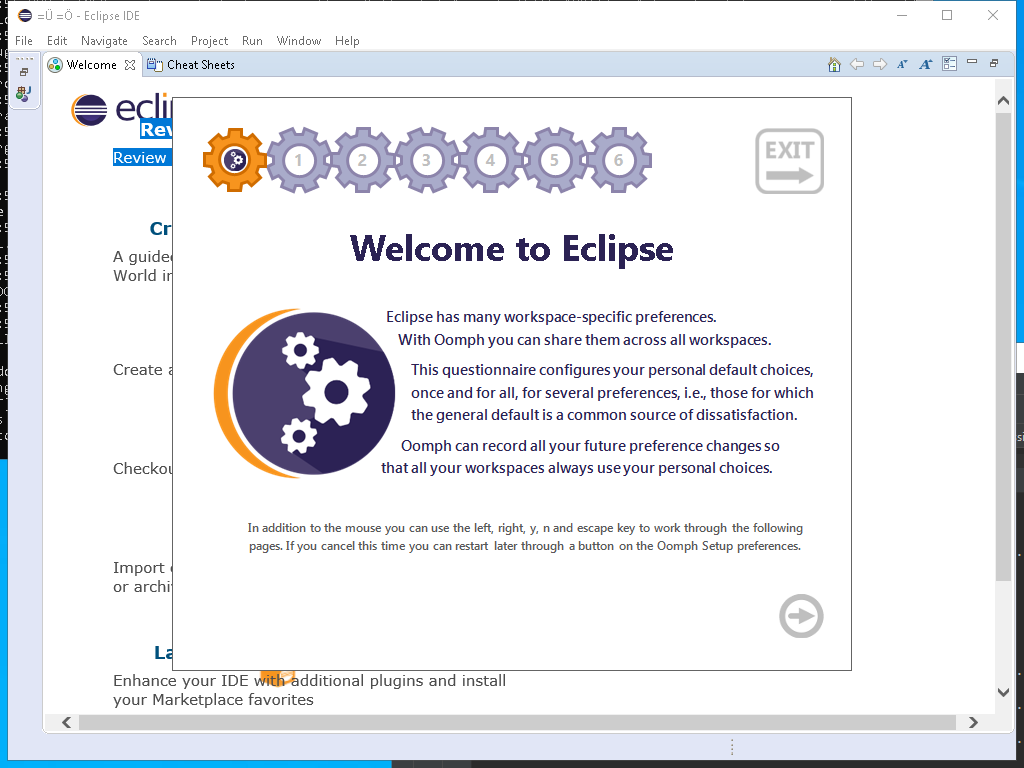 =Ü =Ö - Eclipse IDE
File Edit Navigate Search Project Run Window Help
Welcome Cheat Sheets
Review
1 2 3 4 5 6
EXIT
Welcome to Eclipse
A guided
World in
Eclipse has many workspace-specific preferences.
With Oomph you can share them across all workspaces.
This questionnaire configures your personal default choices,
once and for all, for several preferences, i.e., those for which
the general default is a common source of dissatisfaction.
Create a
Oomph can record all your future preference changes so
that all your workspaces always use your personal choices.
Checkou
In addition to the mouse you can use the left, right, y, n and escape key to work through the following
pages. If you cancel this time you can restart later through a button on the Oomph Setup preferences.
Import
or archi
Enhance your IDE with additional plugins and install
your Marketplace favorites